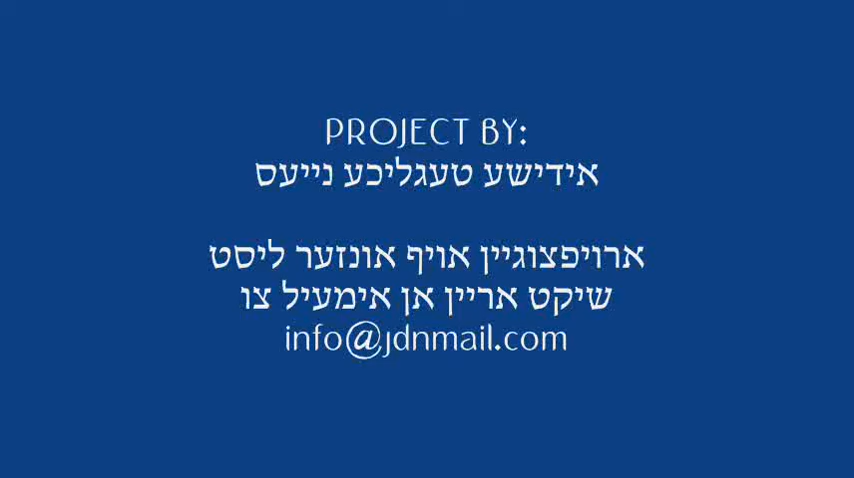 PROJECT BY:
אידישע טעגליכע נייעס
ארויפצוגיין אויף אונזער ליסט
שיקט אריין אן אימעיל צו
info@jdnmail.com